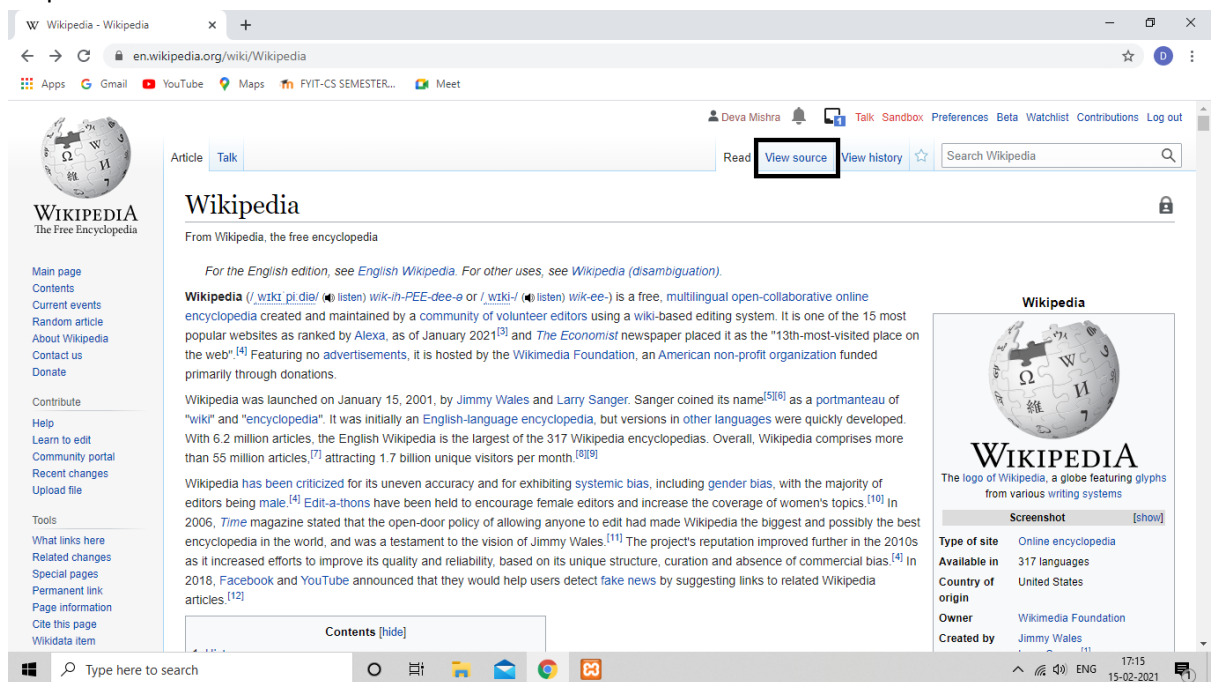 Wikipedia - Wikipedia
en.wikipedia.org/wiki/Wikipedia
D
Apps Gmail YouTube Maps FYIT-CS SEMESTER... Meet
Deva Mishra 1 Talk Sandbox Preferences Beta Watchlist Contributions Log out
Article Talk Read View source View history Search Wikipedia
WIKIPEDIA
The Free Encyclopedia
Main page
Contents
Current events
Random article
About Wikipedia
Contact us
Donate
Contribute
Help
Learn to edit
Community portal
Recent changes
Upload file
Tools
What links here
Related changes
Special pages
Permanent link
Page information
Cite this page
Wikidata item
Wikipedia
From Wikipedia, the free encyclopedia
For the English edition, see English Wikipedia. For other uses, see Wikipedia (disambiguation).
Wikipedia (/ˌwɪkɪˈpiːdiə/ (listen) wik-ih-PEE-dee-ə or /ˌwɪki-/ (listen) wik-ee-) is a free, multilingual open-collaborative online
encyclopedia created and maintained by a community of volunteer editors using a wiki-based editing system. It is one of the 15 most
popular websites as ranked by Alexa, as of January 2021[3] and The Economist newspaper placed it as the "13th-most-visited place on
the web".[4] Featuring no advertisements, it is hosted by the Wikimedia Foundation, an American non-profit organization funded
primarily through donations.
Wikipedia was launched on January 15, 2001, by Jimmy Wales and Larry Sanger. Sanger coined its name[5][6] as a portmanteau of
"wiki" and "encyclopedia". It was initially an English-language encyclopedia, but versions in other languages were quickly developed.
With 6.2 million articles, the English Wikipedia is the largest of the 317 Wikipedia encyclopedias. Overall, Wikipedia comprises more
than 55 million articles,[7] attracting 1.7 billion unique visitors per month.[8][9]
Wikipedia has been criticized for its uneven accuracy and for exhibiting systemic bias, including gender bias, with the majority of
editors being male.[4] Edit-a-thons have been held to encourage female editors and increase the coverage of women's topics.[10] In
2006, Time magazine stated that the open-door policy of allowing anyone to edit had made Wikipedia the biggest and possibly the best
encyclopedia in the world, and was a testament to the vision of Jimmy Wales.[11] The project's reputation improved further in the 2010s
as it increased efforts to improve its quality and reliability, based on its unique structure, curation and absence of commercial bias.[4] In
2018, Facebook and YouTube announced that they would help users detect fake news by suggesting links to related Wikipedia
articles.[12]
Contents [hide]
Wikipedia
WIKIPEDIA
The logo of Wikipedia, a globe featuring glyphs
from various writing systems
Screenshot [show]
Type of site Online encyclopedia
Available in 317 languages
Country of United States
origin
Owner Wikimedia Foundation
Created by Jimmy Wales
Type here to search
ENG
17:15
15-02-2021
1